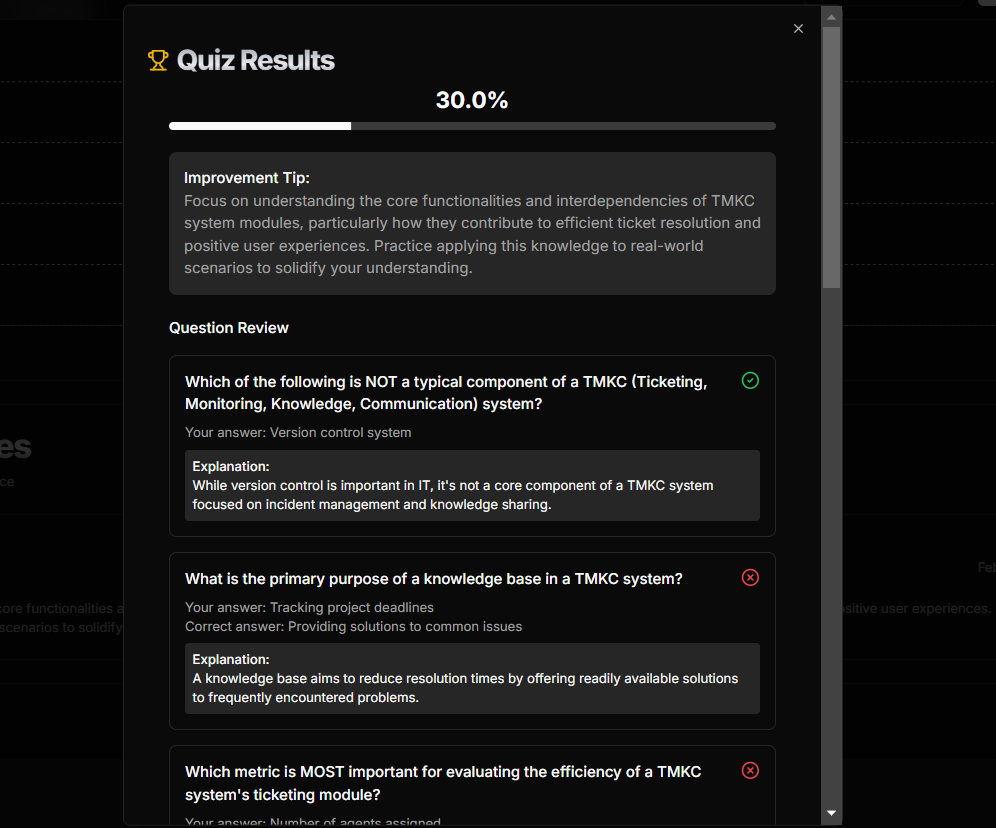 Quiz Results
30.0%
Improvement Tip:
Focus on understanding the core functionalities and interdependencies of TMKC
system modules, particularly how they contribute to efficient ticket resolution and
positive user experiences. Practice applying this knowledge to real-world
scenarios to solidify your understanding.
Question Review
Which of the following is NOT a typical component of a TMKC (Ticketing,
Monitoring, Knowledge, Communication) system?
Your answer: Version control system
Explanation:
While version control is important in IT, it's not a core component of a TMKC system
focused on incident management and knowledge sharing.
What is the primary purpose of a knowledge base in a TMKC system?
Your answer: Tracking project deadlines
Correct answer: Providing solutions to common issues
Explanation:
A knowledge base aims to reduce resolution times by offering readily available solutions
to frequently encountered problems.
Which metric is MOST important for evaluating the efficiency of a TMKC
system's ticketing module?
Your answer: Number of agents assigned
es
ce
Feb
core functionalities a
sitive user experiences.
scenarios to solidify